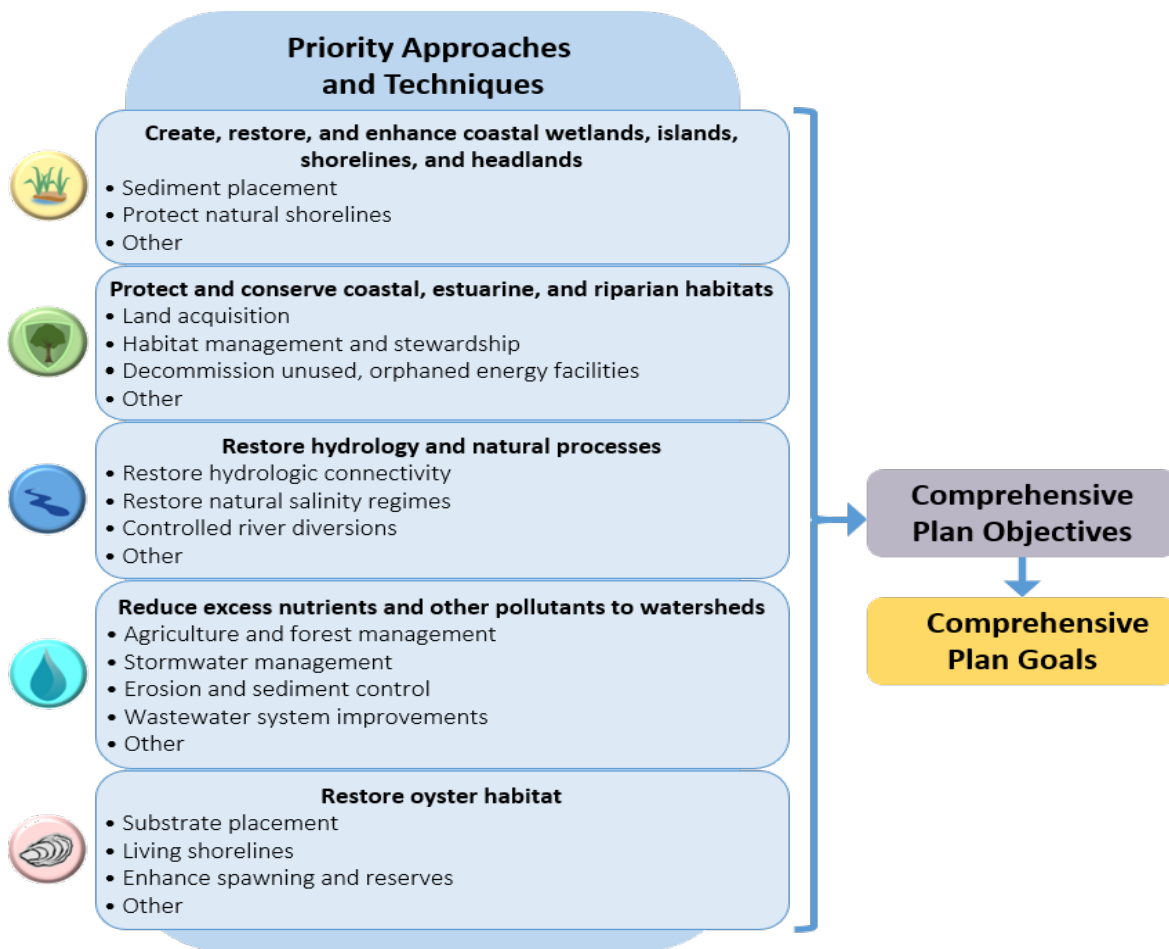 Priority Approaches
and Techniques
Create, restore, and enhance coastal wetlands, islands,
shorelines, and headlands
• Sediment placement
• Protect natural shorelines
• Other
Protect and conserve coastal, estuarine, and riparian habitats
• Land acquisition
• Habitat management and stewardship
• Decommission unused, orphaned energy facilities
• Other
Restore hydrology and natural processes
• Restore hydrologic connectivity
• Restore natural salinity regimes
• Controlled river diversions
• Other
Reduce excess nutrients and other pollutants to watersheds
• Agriculture and forest management
• Stormwater management
• Erosion and sediment control
• Wastewater system improvements
• Other
Restore oyster habitat
• Substrate placement
• Living shorelines
• Enhance spawning and reserves
• Other
Comprehensive
Plan Objectives
Comprehensive
Plan Goals